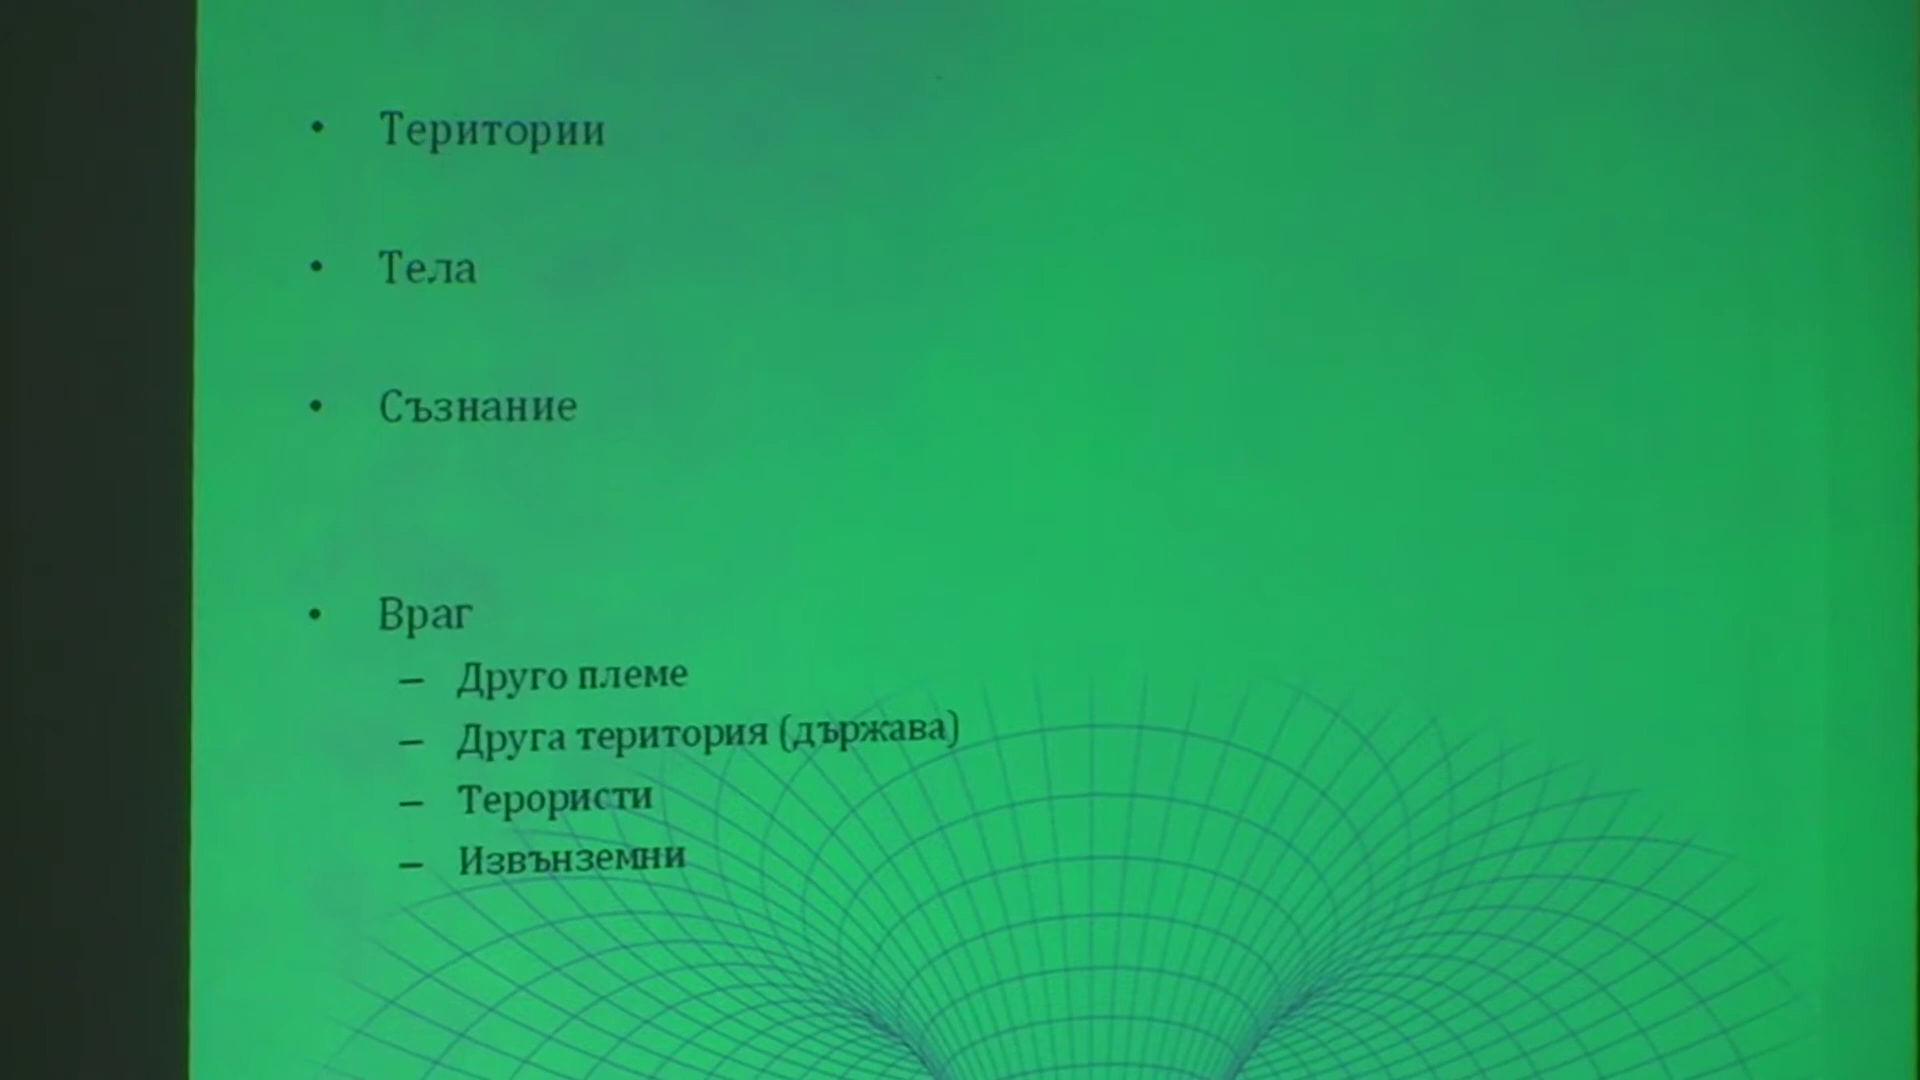 • Територии
• Тела
• Съзнание
• Враг
– Друго племе
– Друга територия (държава)
– Терористи
– Извънземни